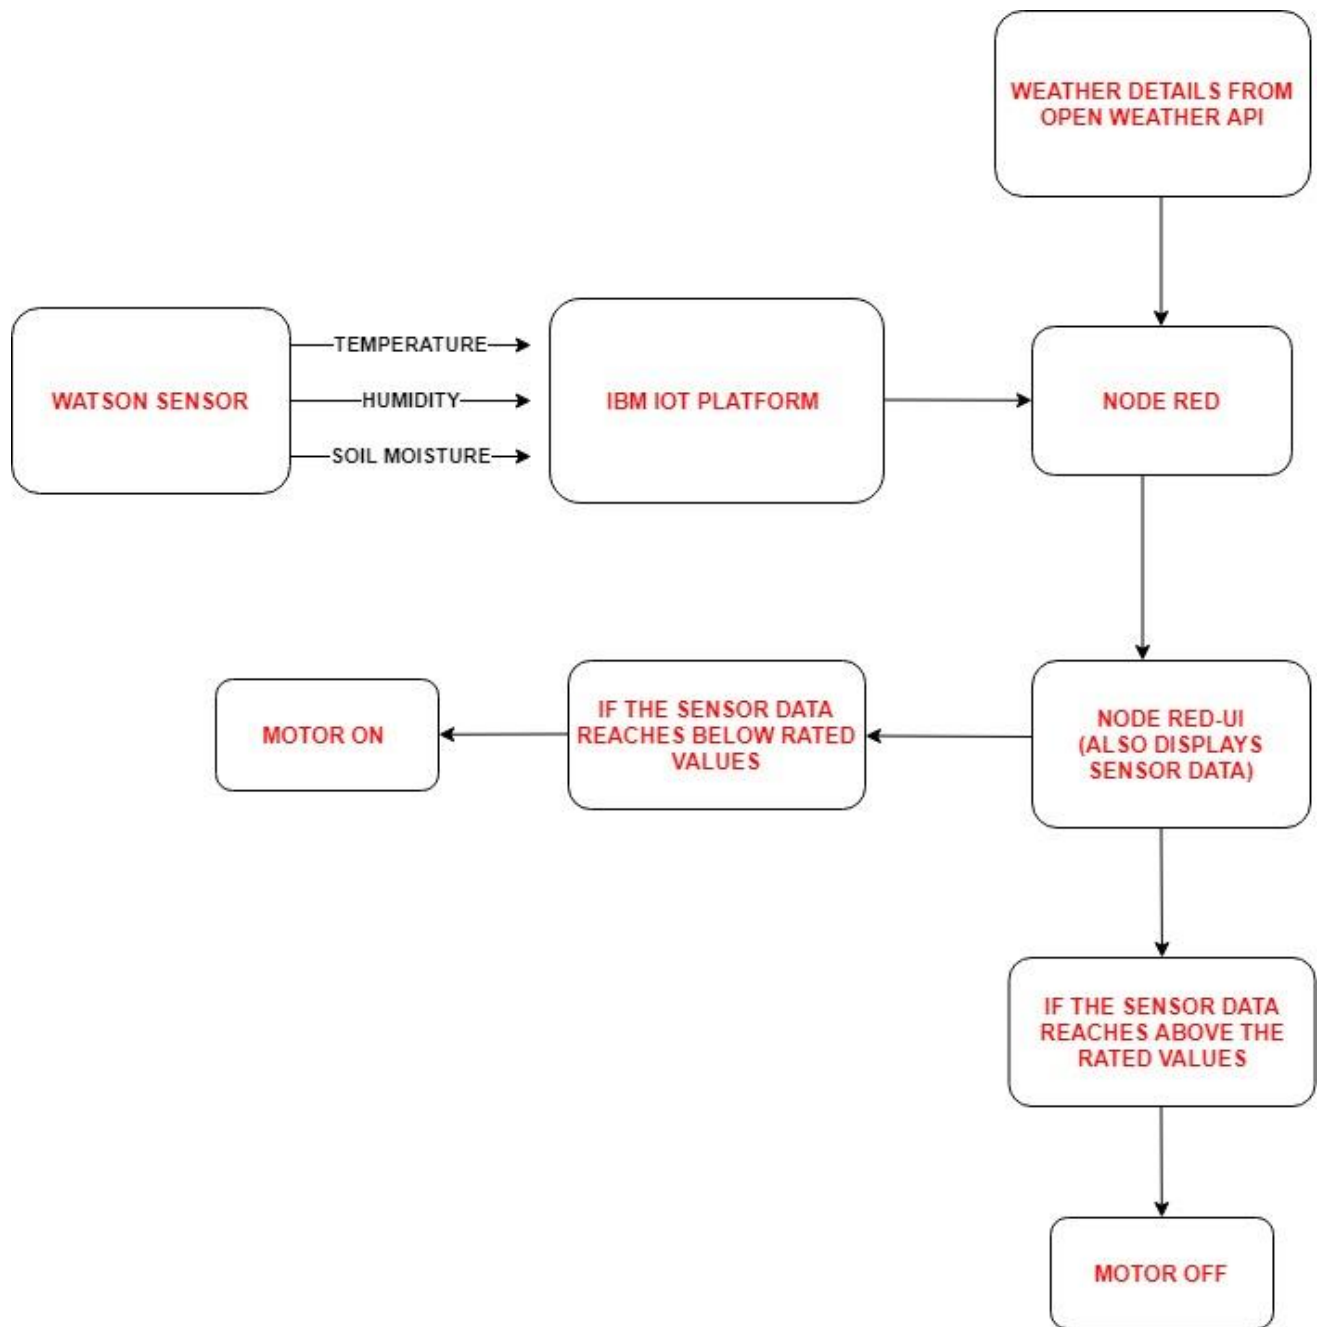 WEATHER DETAILS FROM
OPEN WEATHER API
WATSON SENSOR
TEMPERATURE
HUMIDITY
SOIL MOISTURE
IBM IOT PLATFORM
NODE RED
MOTOR ON
IF THE SENSOR DATA
REACHES BELOW RATED
VALUES
NODE RED-UI
(ALSO DISPLAYS
SENSOR DATA)
IF THE SENSOR DATA
REACHES ABOVE THE
RATED VALUES
MOTOR OFF